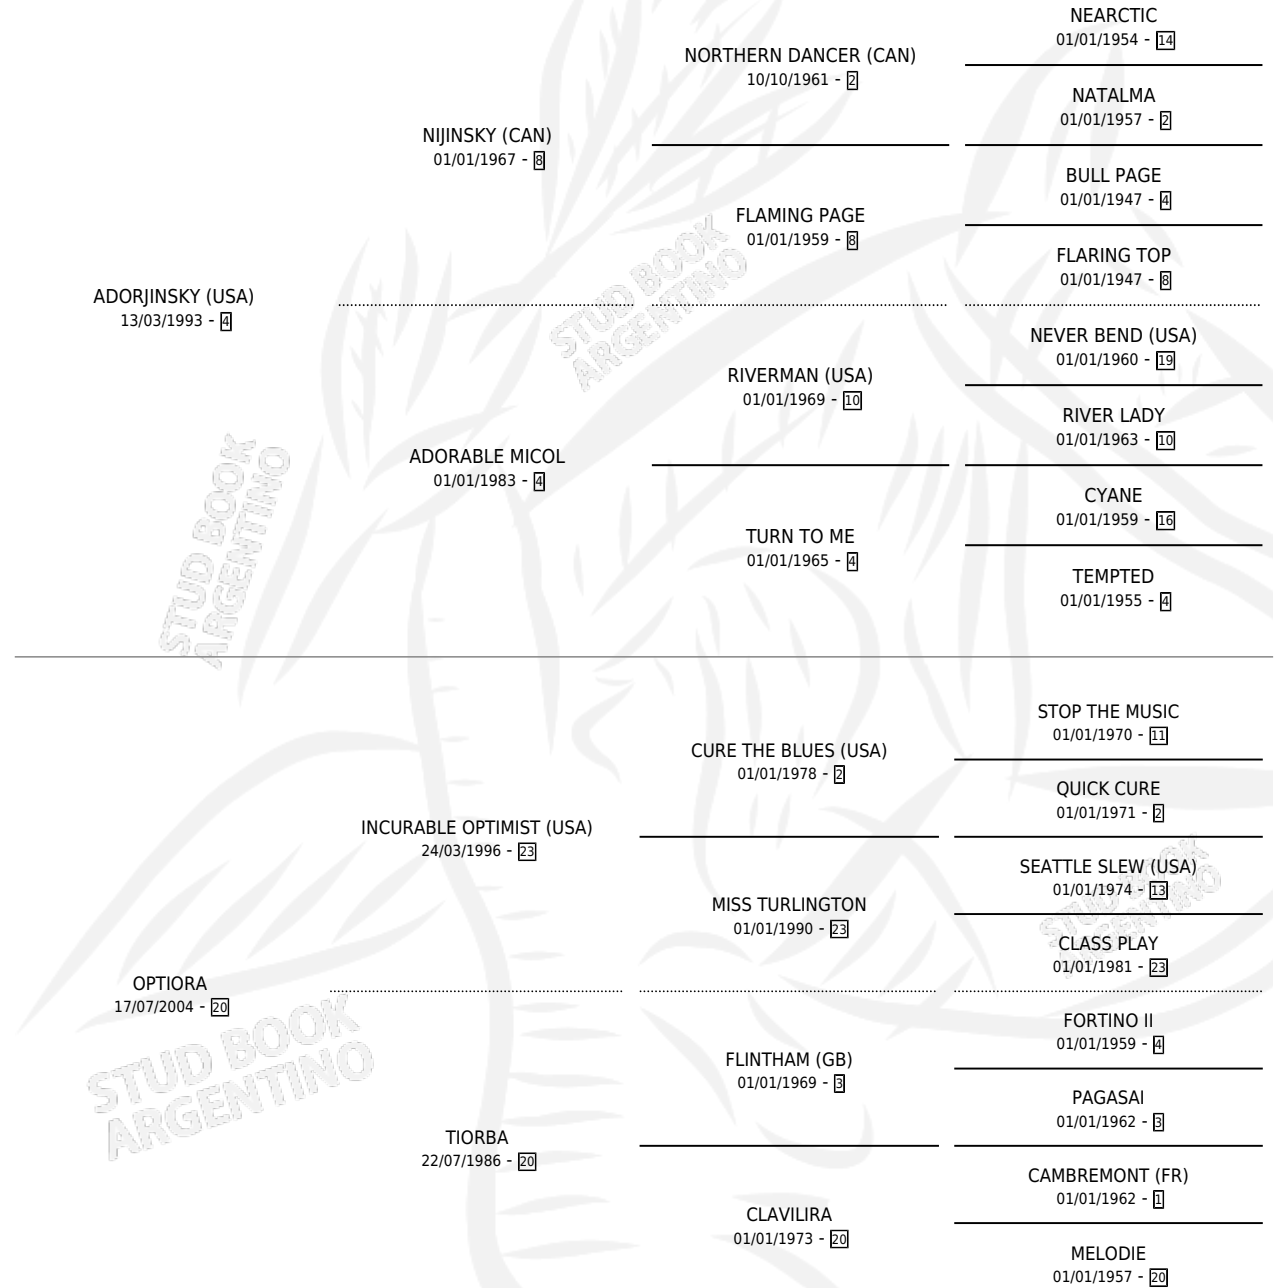 NEARCTIC
01/01/1954 - 14
NORTHERN DANCER (CAN)
10/10/1961 - 2
NATALMA
01/01/1957 - 2
NIJINSKY (CAN)
01/01/1967 - 8
BULL PAGE
01/01/1947 - 4
FLAMING PAGE
01/01/1959 - 8
FLARING TOP
01/01/1947 - 8
ADORJINSKY (USA)
13/03/1993 - 4
NEVER BEND (USA)
01/01/1960 - 19
RIVERMAN (USA)
01/01/1969 - 10
RIVER LADY
01/01/1963 - 10
ADORABLE MICOL
01/01/1983 - 4
CYANE
01/01/1959 - 16
TURN TO ME
01/01/1965 - 4
TEMPTED
01/01/1955 - 4
STUD BOOK
ARGENTINO
STUD BOOK
ARGENTINO
STOP THE MUSIC
01/01/1970 - 11
CURE THE BLUES (USA)
01/01/1978 - 2
QUICK CURE
01/01/1971 - 2
INCURABLE OPTIMIST (USA)
24/03/1996 - 23
SEATTLE SLEW (USA)
01/01/1974 - 13
MISS TURLINGTON
01/01/1990 - 23
CLASS PLAY
01/01/1981 - 23
STUD BOOK
ARGENTINO
OPTIORA
17/07/2004 - 20
FORTINO II
01/01/1959 - 4
FLINTHAM (GB)
01/01/1969 - 3
PAGASAI
01/01/1962 - 3
STUD BOOK
ARGENTINO
TIORBA
22/07/1986 - 20
CAMBREMONT (FR)
01/01/1962 - 1
CLAVILIRA
01/01/1973 - 20
MELODIE
01/01/1957 - 20